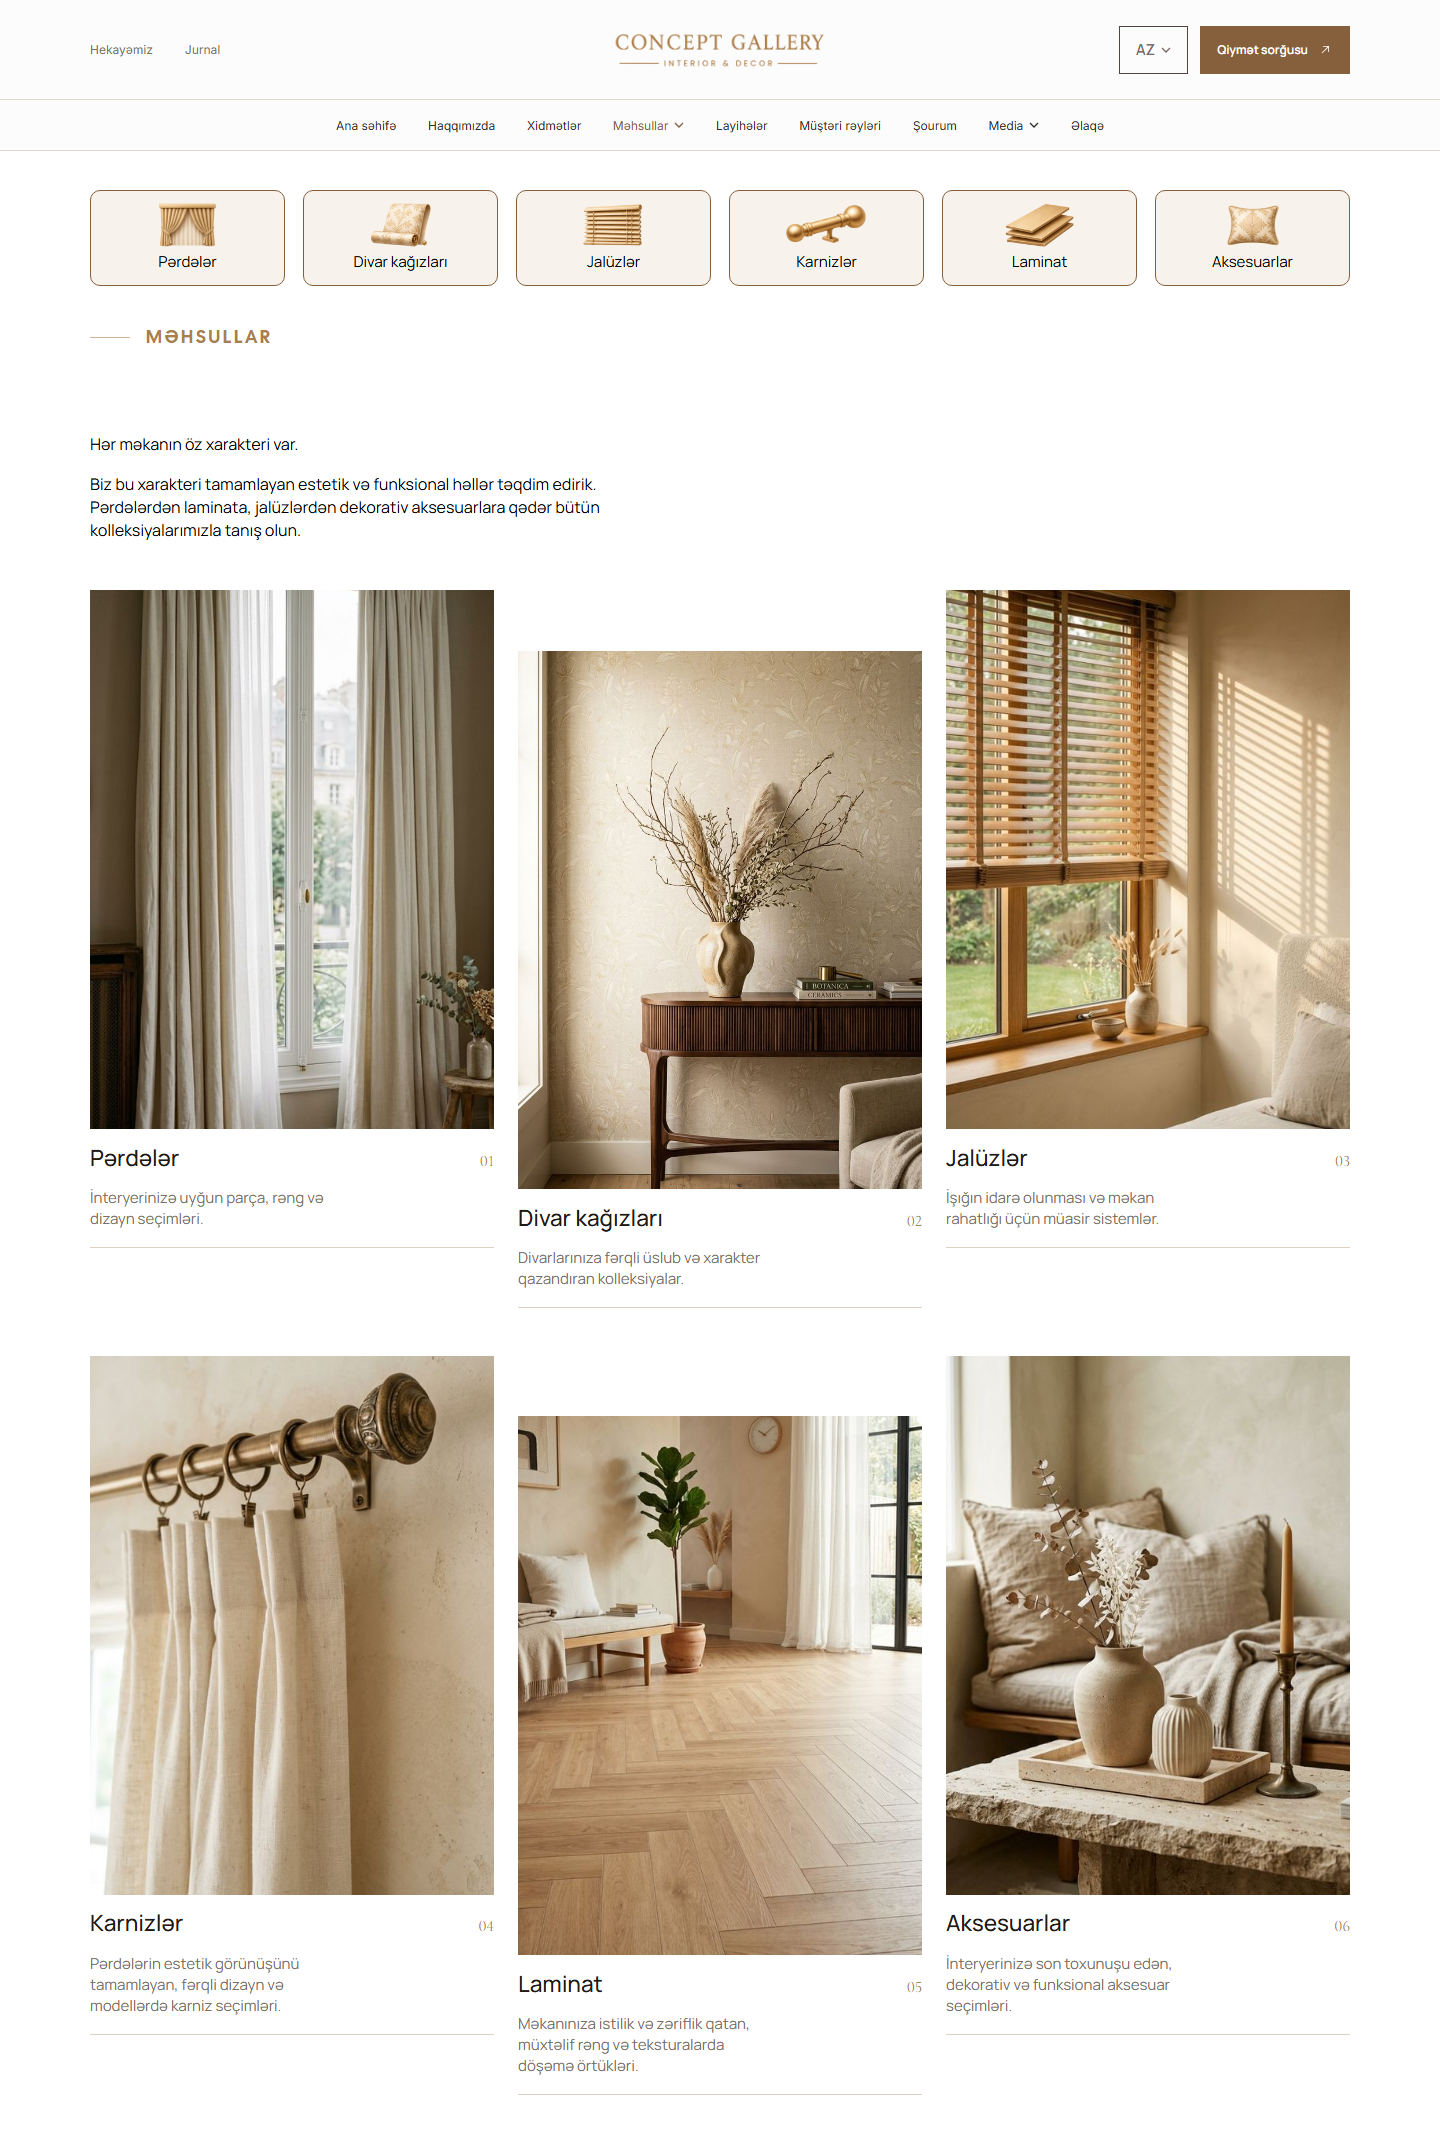 Hekayəmiz
Jurnal
CONCEPT GALLERY
INTERIOR & DECOR
AZ
Qiymət sorğusu
Ana səhifə
Haqqımızda
Xidmətlər
Məhsullar
Layihələr
Müştəri rəyləri
Şourum
Media
Əlaqə
Pərdələr
Divar kağızları
Jalüzlər
Karnizlər
Laminat
Aksesuarlar
MƏHSULLAR
Hər məkanın öz xarakteri var.
Biz bu xarakteri tamamlayan estetik və funksional həllər təqdim edirik.
Pərdələrdən laminata, jalüzlərdən dekorativ aksesuarlara qədər bütün
kolleksiyalarımızla tanış olun.
BOTANICA
CERAMICS
Pərdələr
01
İnteryerinizə uyğun parça, rəng və
dizayn seçimləri.
Divar kağızları
02
Divarlarınıza fərqli üslub və xarakter
qazandıran kolleksiyalar.
Jalüzlər
03
İşığın idarə olunması və məkan
rahatlığı üçün müasir sistemlər.
Karnizlər
04
Pərdələrin estetik görünüşünü
tamamlayan, fərqli dizayn və
modellərdə karniz seçimləri.
Laminat
05
Məkanınıza istilik və zəriflik qatan,
müxtəlif rəng və teksturalarda
döşəmə örtükləri.
Aksesuarlar
06
İnteryerinizə son toxunuşu edən,
dekorativ və funksional aksesuar
seçimləri.